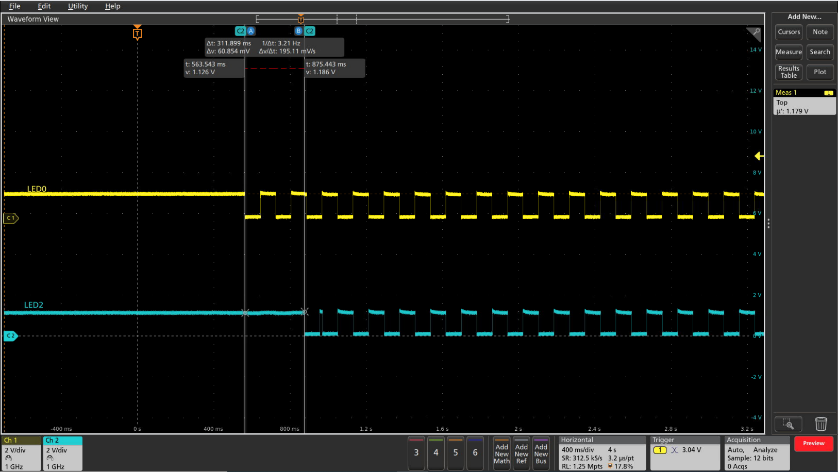 File Edit Utility Help
Waveform View
Add New...
Cursors Note
Measure Search
Results Table Plot
Meas 1
Top
µ': 1.179 V
T
C2 A B C2
Δt: 311.899 ms 1/Δt: 3.21 Hz
Δv: 60.854 mV Δv/Δt: 195.11 mV/s
t: 563.543 ms
v: 1.126 V
t: 875.443 ms
v: 1.186 V
14 V
12 V
10 V
8 V
6 V
4 V
2 V
0 V
-2 V
-4 V
LED0
C1
LED2
C2
-400 ms 0 s 400 ms 800 ms 1.2 s 1.6 s 2 s 2.4 s 2.8 s 3.2 s
Ch 1
2 V/div
1 GHz
Ch 2
2 V/div
1 GHz
3 4 5 6
Add New Math
Add New Ref
Add New Bus
Horizontal
400 ms/div 4 s
SR: 312.5 kS/s 3.2 µs/pt
RL: 1.25 Mpts 17.8%
Trigger
1 3.04 V
Acquisition
Auto, Analyze
Sample: 12 bits
0 Acqs
Preview